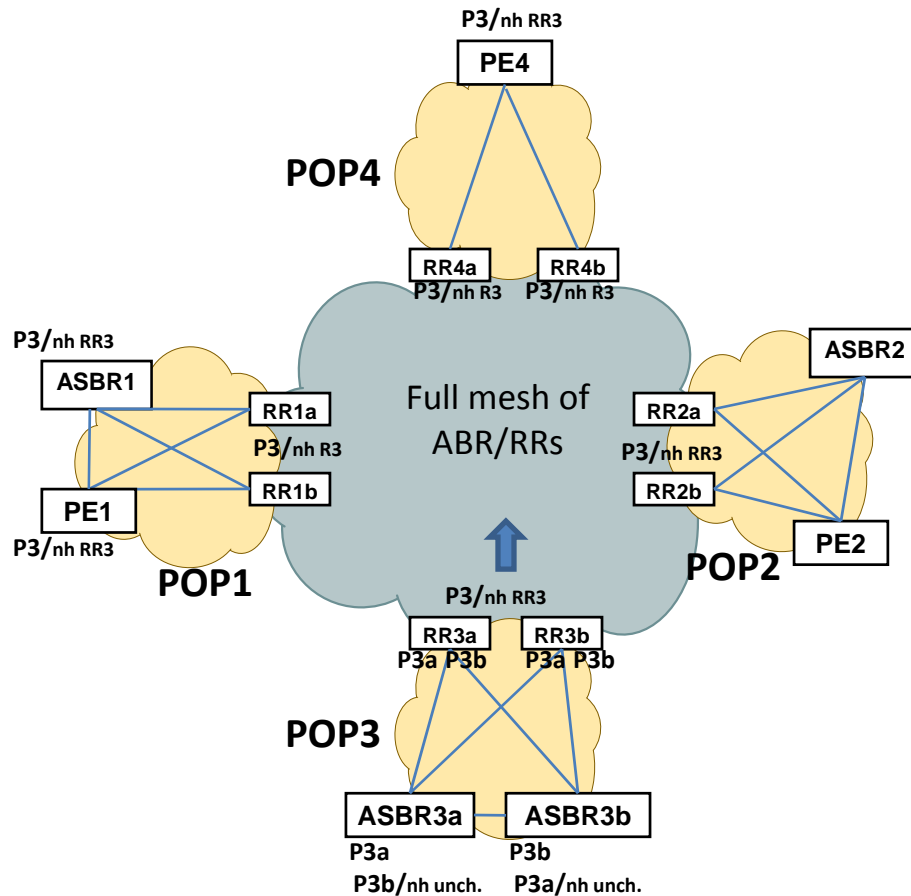 P3/nh RR3
PE4
POP4
RR4a
RR4b
P3/nh R3
P3/nh R3
P3/nh RR3
ASBR1
RR1a
P3/nh R3
RR1b
PE1
P3/nh RR3
POP1
Full mesh of
ABR/RRs
ASBR2
RR2a
P3/nh RR3
RR2b
PE2
POP2
P3/nh RR3
RR3a
RR3b
P3a P3b
P3a P3b
POP3
ASBR3a
ASBR3b
P3a
P3b
P3b/nh unch.
P3a/nh unch.